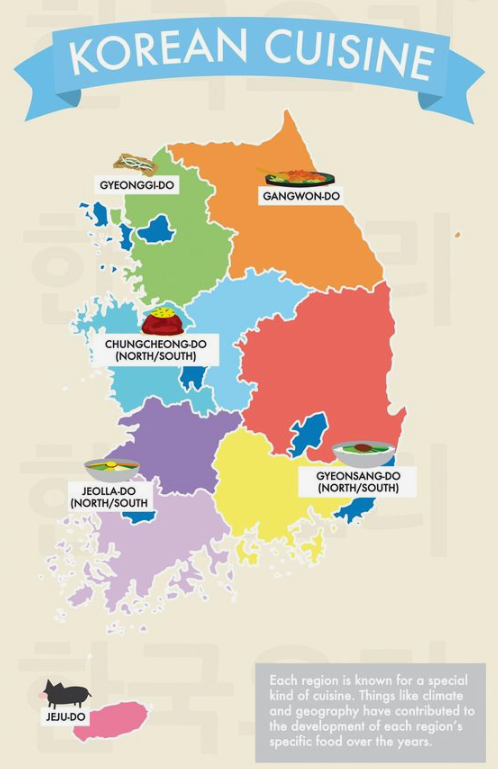 KOREAN CUISINE
GYEONGGI-DO
GANGWON-DO
CHUNGCHEONG-DO
(NORTH/SOUTH)
GYEONSANG-DO
(NORTH/SOUTH)
JEOLLA-DO
(NORTH/SOUTH
JEJU-DO
Each region is known for a special
kind of cuisine. Things like climate
and geography have contributed to
the development of each region's
specific food over the years.